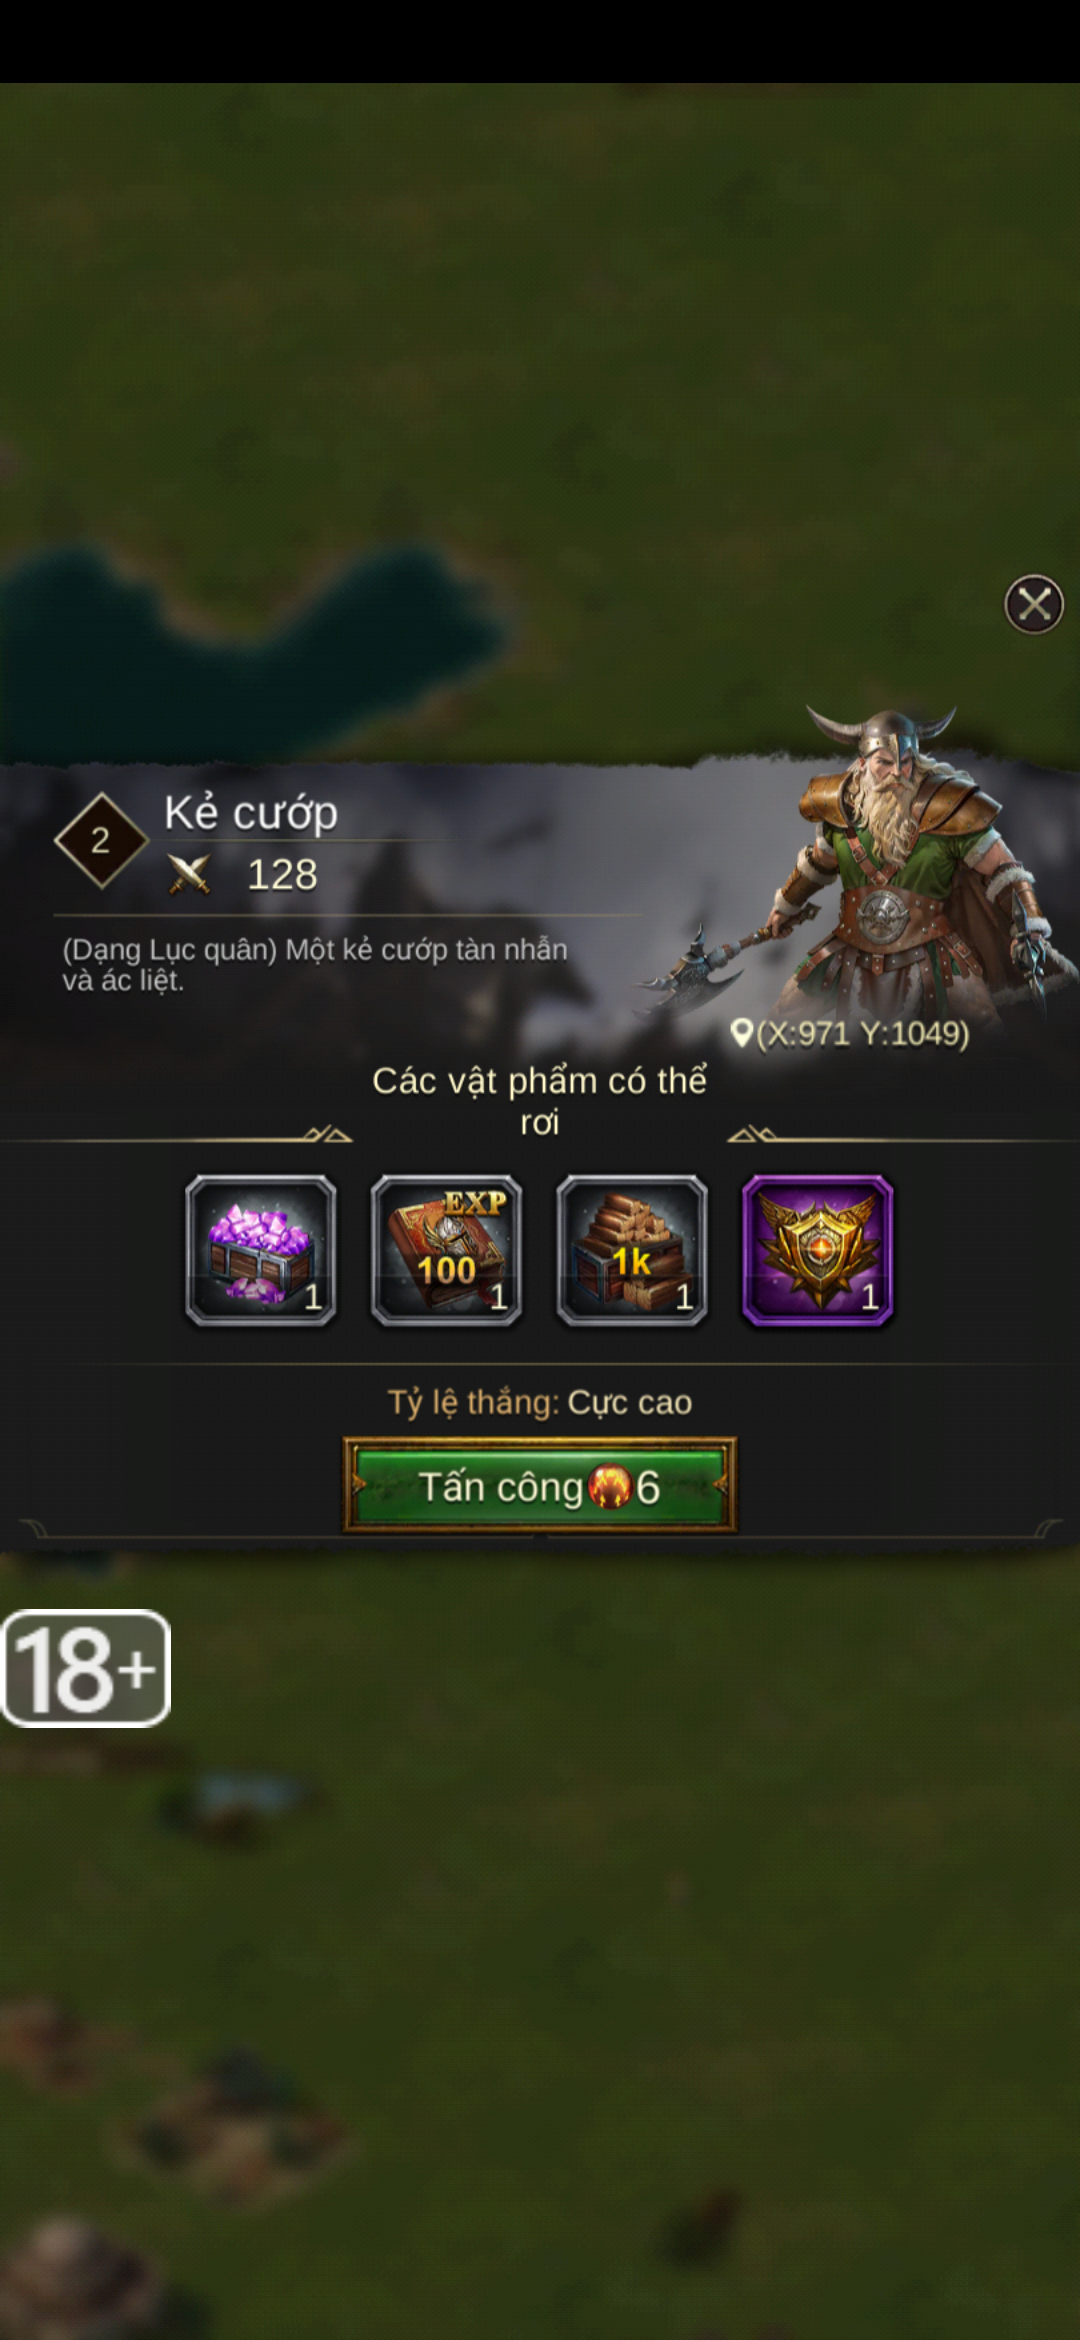 2
Kẻ cướp
128
(Dạng Lục quân) Một kẻ cướp tàn nhẫn
và ác liệt.
(X:971 Y:1049)
Các vật phẩm có thể
rơi
1
EXP
100
1
1k
1
1
Tỷ lệ thắng: Cực cao
Tấn công 6
18+